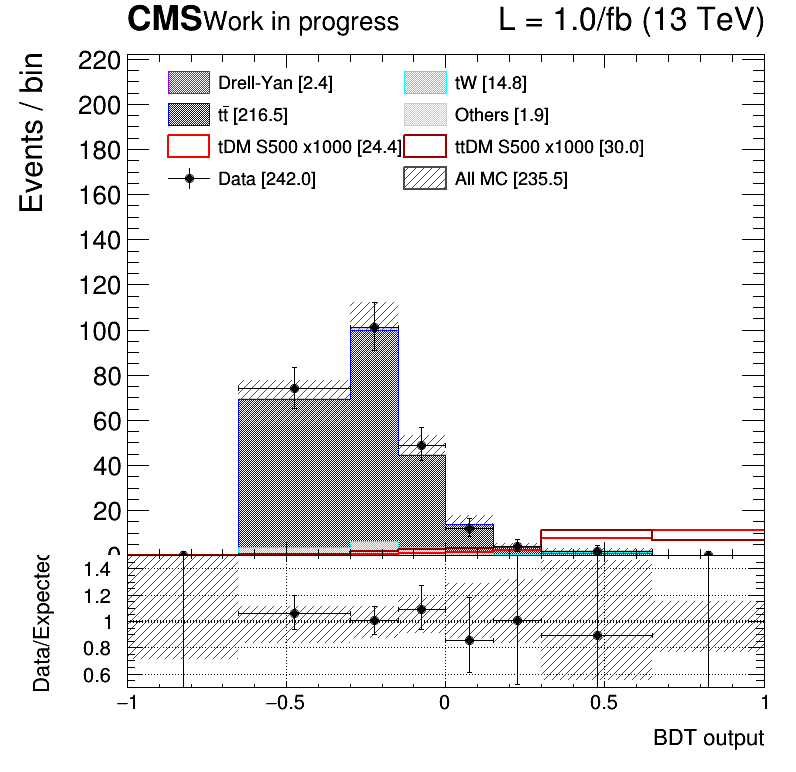 CMS Work in progress L = 1.0/fb (13 TeV)
Events / bin
220
200
180
160
140
120
100
80
60
40
20
0
Drell-Yan [2.4] tW [14.8]
tt̄ [216.5] Others [1.9]
tDM S500 x1000 [24.4] ttDM S500 x1000 [30.0]
Data [242.0] All MC [235.5]
Data/Expected
1.4
1.2
1
0.8
0.6
−1 −0.5 0 0.5 1
BDT output